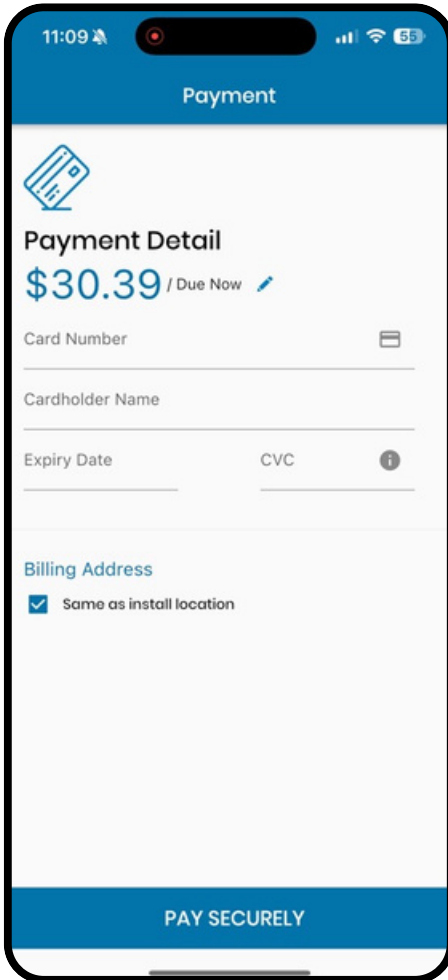 11:09
55
Payment
Payment Detail
$30.39 / Due Now
Card Number
Cardholder Name
Expiry Date CVC
Billing Address
Same as install location
PAY SECURELY